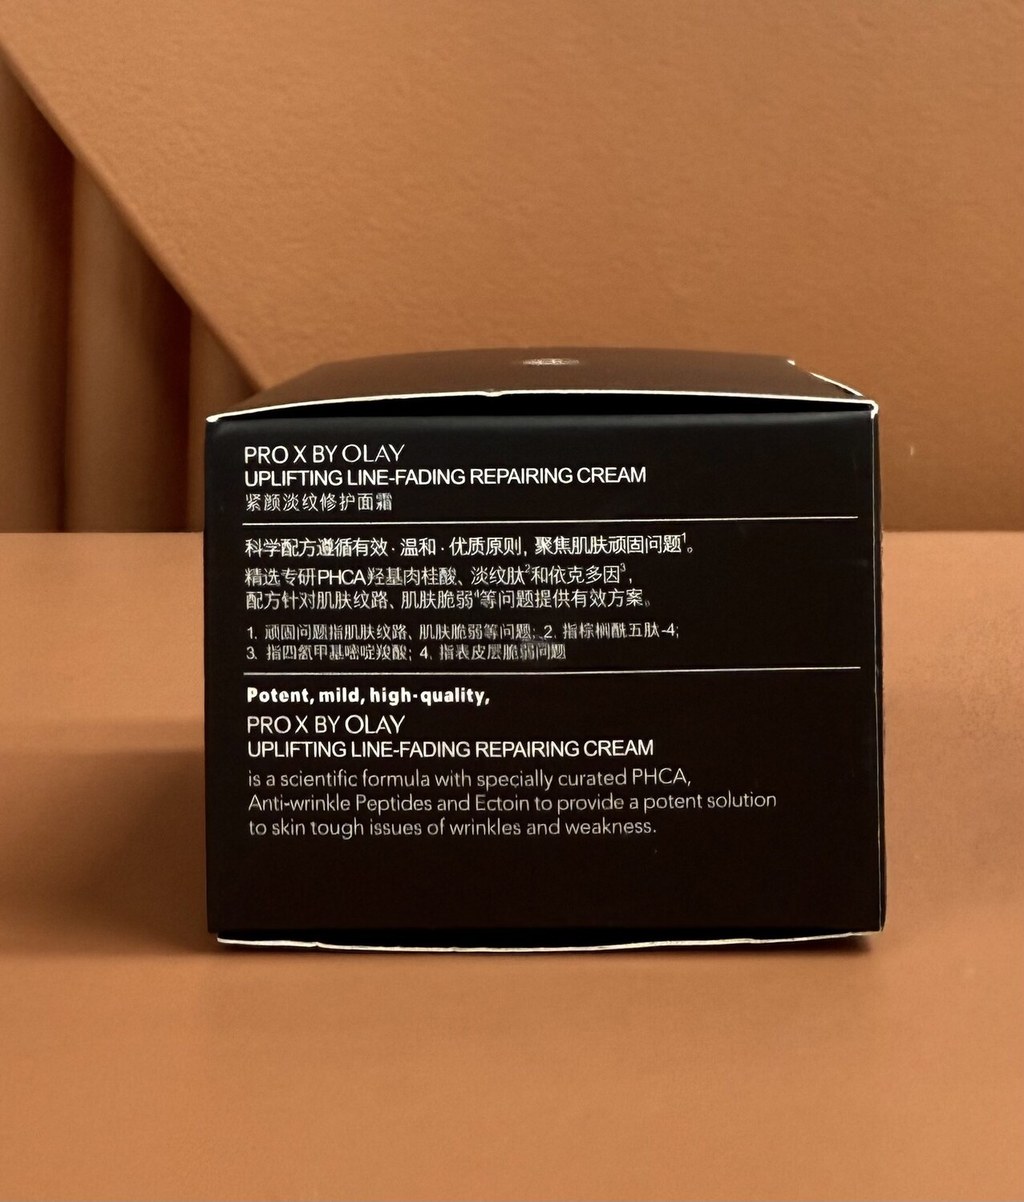 PRO X BY OLAY
UPLIFTING LINE-FADING REPAIRING CREAM
紧颜淡纹修护面霜
科学配方遵循有效·温和·优质原则，聚焦肌肤顽固问题¹。
精选专研PHCA羟基肉桂酸、淡纹肽²和依克多因³，
配方针对肌肤纹路、肌肤脆弱⁴等问题提供有效方案。
1. 顽固问题指肌肤纹路、肌肤脆弱等问题；2. 指棕榈酰五肽-4；
3. 指四氢甲基嘧啶羧酸；4. 指表皮层脆弱问题
Potent, mild, high-quality,
PRO X BY OLAY
UPLIFTING LINE-FADING REPAIRING CREAM
is a scientific formula with specially curated PHCA,
Anti-wrinkle Peptides and Ectoin to provide a potent solution
to skin tough issues of wrinkles and weakness.